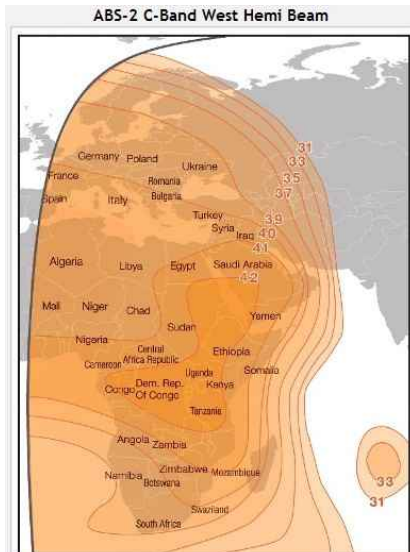 ABS-2 C-Band West Hemi Beam
31
33
35
37
39
40
41
42
Germany Poland
Ukraine
France
Romania
Spain
Italy
Bulgaria
Turkey
Syria
Iraq
Algeria
Libya
Egypt
Saudi Arabia
Mali
Niger
Chad
Yemen
Sudan
Nigeria
Central
Africa Republic
Ethiopia
Cameroon
Uganda
Somalia
Congo
Dem. Rep.
Of Congo
Kenya
Tanzania
Angola
Zambia
Namibia
Zimbabwe
Mozambique
Botswana
Swaziland
South Africa
33
31